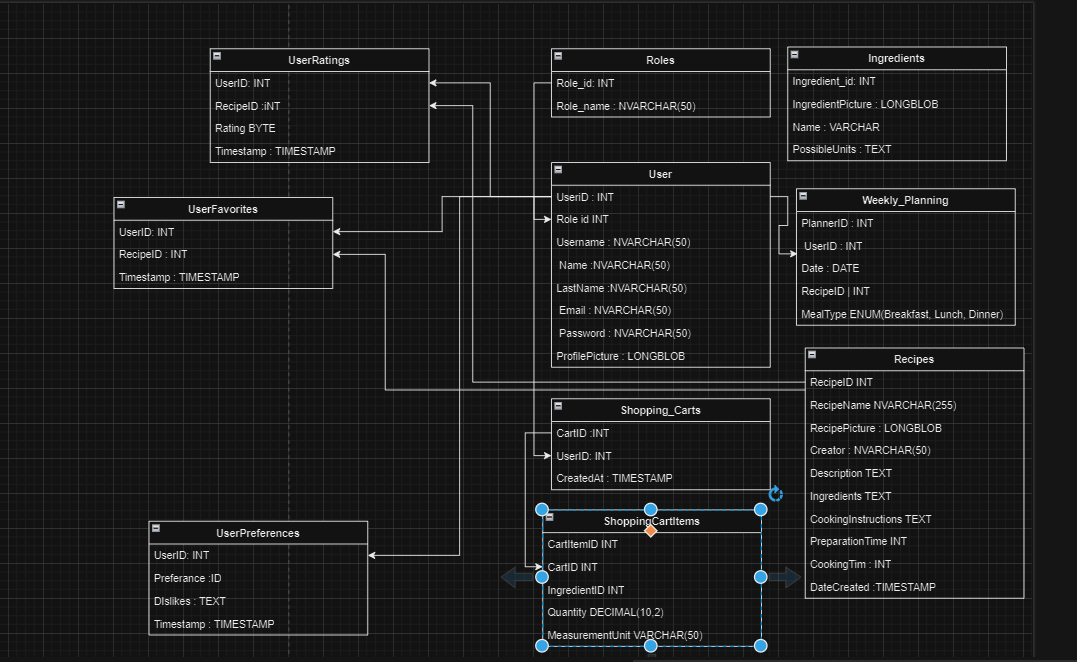 UserRatings
UserID: INT
RecipeID :iNT
Rating BYTE
Timestamp : TIMESTAMP
Roles
Role_id: INT
Role_name : NVARCHAR(50)
Ingredients
Ingredient_id: INT
IngredientPicture : LONGBLOB
Name : VARCHAR
PossibleUnits : TEXT
User
UseriD : INT
Role id INT
Username : NVARCHAR(50)
Name :NVARCHAR(50)
LastName :NVARCHAR(50)
Email : NVARCHAR(50)
Password : NVARCHAR(50)
ProfilePicture : LONGBLOB
UserFavorites
UserID: INT
RecipeID : INT
Timestamp : TIMESTAMP
Weekly_Planning
PlannerID : INT
UserID : INT
Date : DATE
RecipeID | INT
MealType ENUM(Breakfast, Lunch, Dinner)
Recipes
RecipeID INT
RecipeName NVARCHAR(255)
RecipePicture : LONGBLOB
Creator : NVARCHAR(50)
Description TEXT
Ingredients TEXT
CookingInstructions TEXT
PreparationTime INT
CookingTim : INT
DateCreated :TIMESTAMP
Shopping_Carts
CartID :INT
UserID: INT
CreatedAt : TIMESTAMP
ShoppingCartItems
CartItemID INT
CartID INT
IngredientID INT
Quantity DECIMAL(10,2)
MeasurementUnit VARCHAR(50)
UserPreferences
UserID: INT
Preferance :ID
DIslikes : TEXT
Timestamp : TIMESTAMP